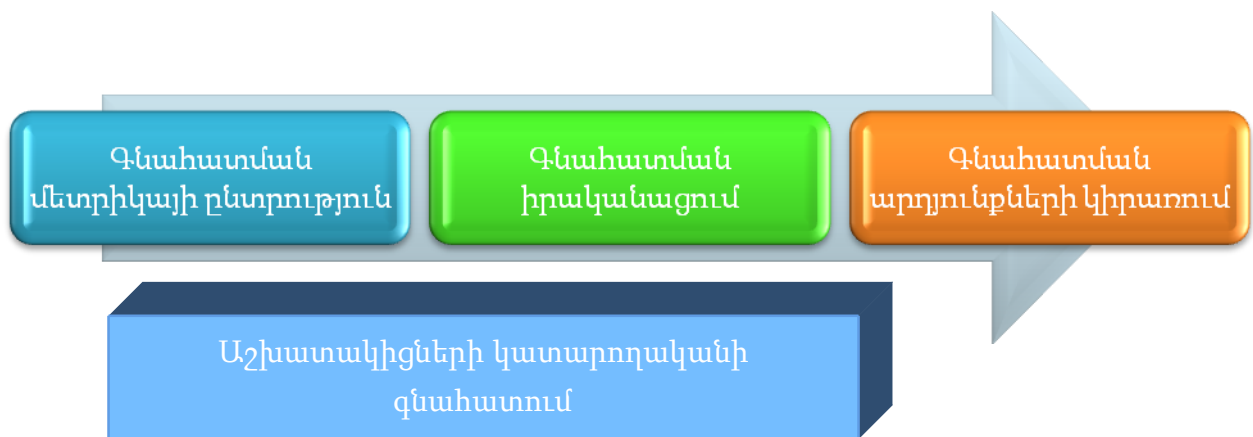 Գնահատման
մետրիկայի ընտրություն
Գնահատման
իրականացում
Գնահատման
արդյունքների կիրառում
Աշխատակիցների կատարողականի
գնահատում